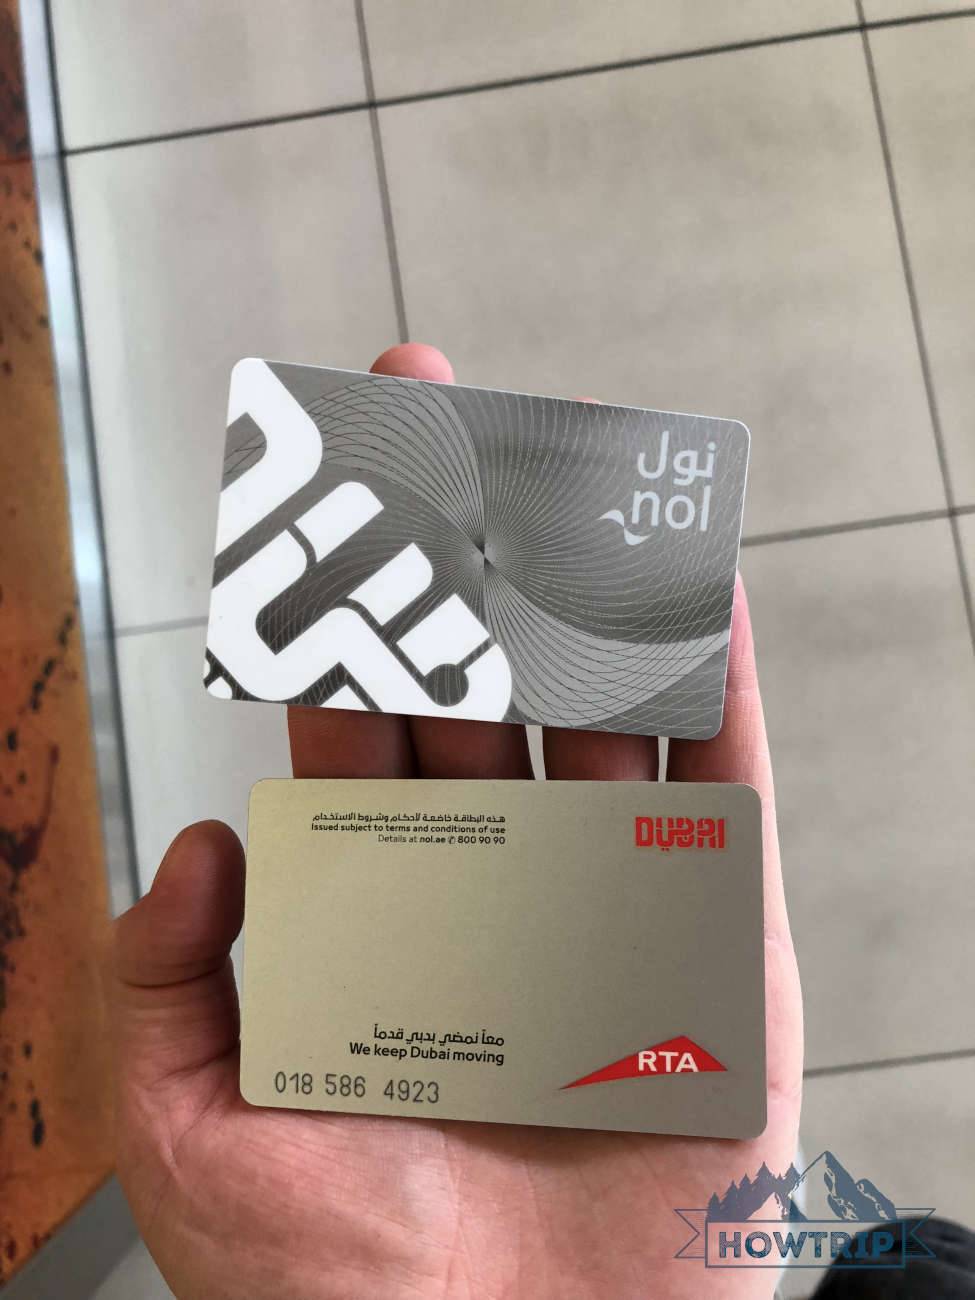 نول
nol
هذه البطاقة خاضعة لأحكام وشروط الاستخدام
Issued subject to terms and conditions of use
Details at nol.ae ✆ 800 90 90
DUBAI
معاً نمضي بدبي قدماً
We keep Dubai moving
RTA
018 586 4923
HOWTRIP